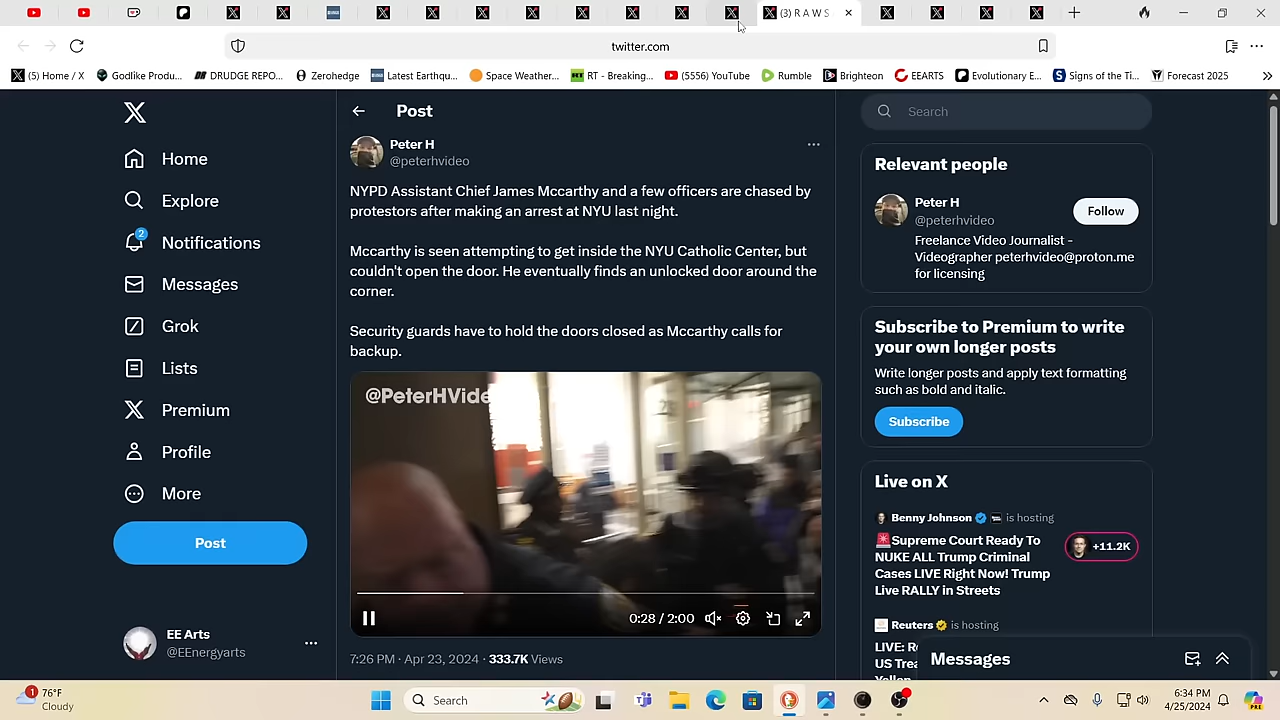 (3) R A W S
twitter.com
(5) Home / X
Godlike Produ...
DRUDGE REPO...
Zerohedge
Latest Earthqu...
Space Weather...
RT - Breaking...
(5556) YouTube
Rumble
Brighteon
EEARTS
Evolutionary E...
Signs of the Ti...
Forecast 2025
Home
Explore
2
Notifications
Messages
Grok
Lists
Premium
Profile
More
Post
EE Arts
@EEnergyarts
Post
Peter H
@peterhvideo
NYPD Assistant Chief James Mccarthy and a few officers are chased by
protestors after making an arrest at NYU last night.
Mccarthy is seen attempting to get inside the NYU Catholic Center, but
couldn't open the door. He eventually finds an unlocked door around the
corner.
Security guards have to hold the doors closed as Mccarthy calls for
backup.
@PeterHVide
0:28 / 2:00
7:26 PM · Apr 23, 2024 · 333.7K Views
Search
Relevant people
Peter H
@peterhvideo
Follow
Freelance Video Journalist -
Videographer peterhvideo@proton.me
for licensing
Subscribe to Premium to write
your own longer posts
Write longer posts and apply text formatting
such as bold and italic.
Subscribe
Live on X
Benny Johnson is hosting
Supreme Court Ready To
NUKE ALL Trump Criminal
Cases LIVE Right Now! Trump
Live RALLY in Streets
+11.2K
Reuters is hosting
LIVE:
US Trea
Messages
1
76°F
Cloudy
Search
6:34 PM
4/25/2024
PRE